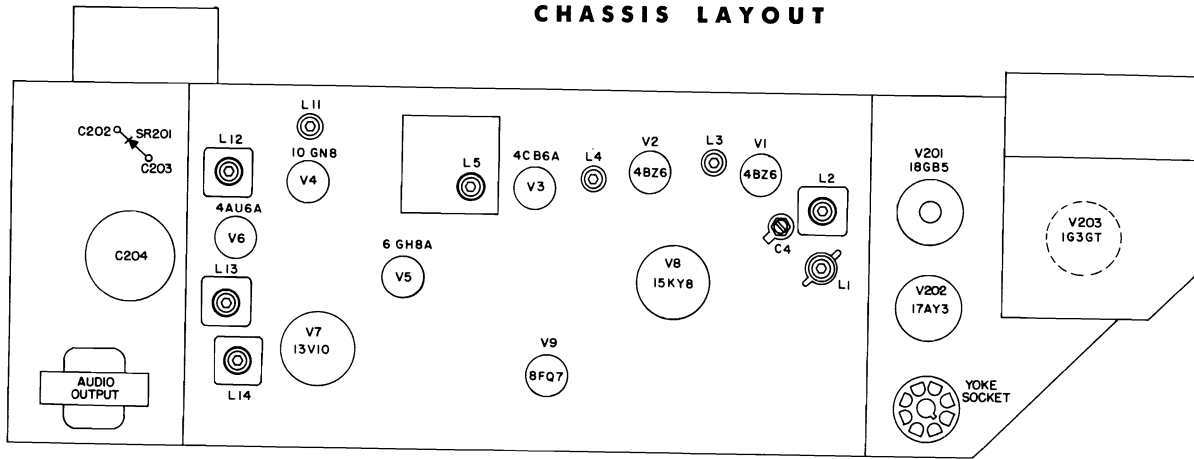 CHASSIS LAYOUT
C202
SR201
C203
C204
AUDIO
OUTPUT
L12
L11
10 GN8
V4
4AU6A
V6
L13
L14
V7
13V10
6 GH8A
V5
L5
4CB6A
V3
L4
V2
4BZ6
L3
V1
4BZ6
L2
C4
L1
V8
15KY8
V9
8FQ7
V201
18GB5
V202
17AY3
YOKE
SOCKET
V203
1G3GT